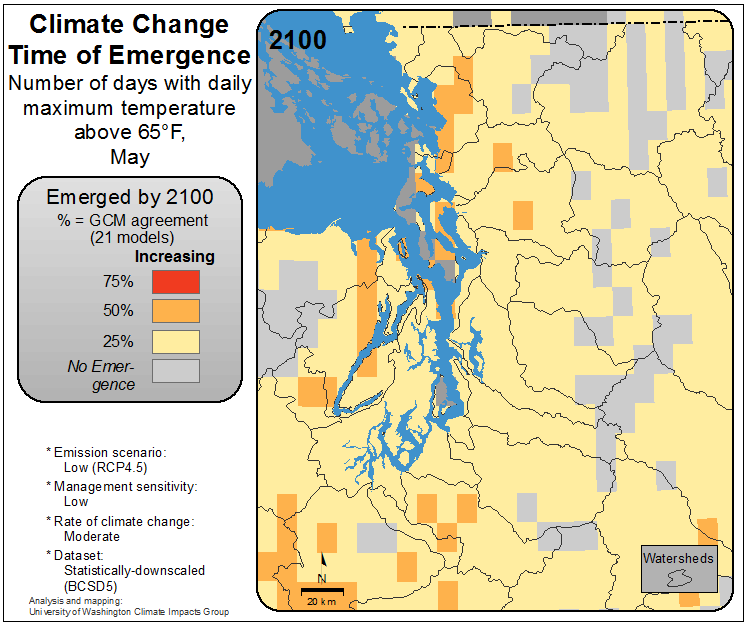 Climate Change
Time of Emergence
Number of days with daily
maximum temperature
above 65°F,
May
Emerged by 2100
% = GCM agreement
(21 models)
Increasing
75%
50%
25%
No Emer-
gence
* Emission scenario:
Low (RCP4.5)
* Management sensitivity:
Low
* Rate of climate change:
Moderate
* Dataset:
Statistically-downscaled
(BCSD5)
Analysis and mapping:
University of Washington Climate Impacts Group
2100
N
20 km
Watersheds